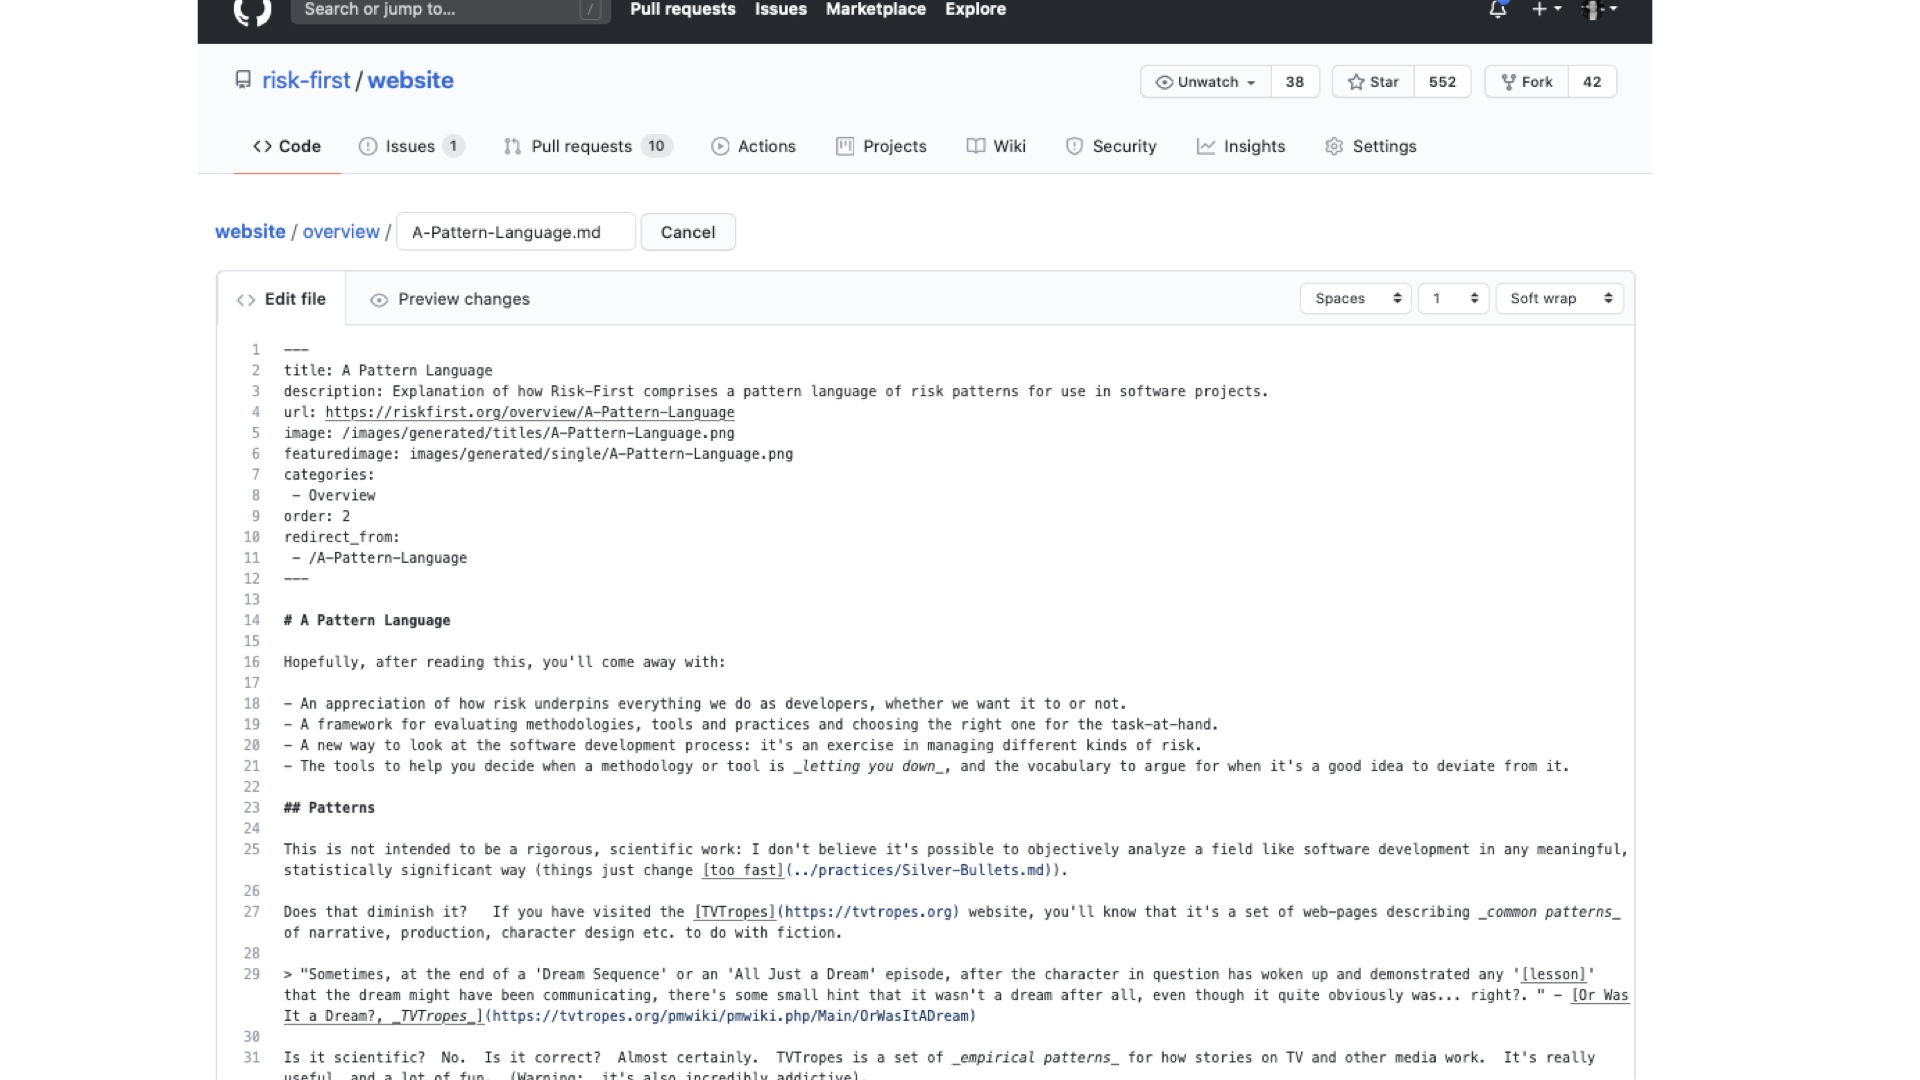 Search or jump to... / Pull requests Issues Marketplace Explore
risk-first / website Unwatch 38 Star 552 Fork 42
Code Issues 1 Pull requests 10 Actions Projects Wiki Security Insights Settings
website / overview / A-Pattern-Language.md Cancel
<> Edit file Preview changes Spaces 1 Soft wrap
1 ---
2 title: A Pattern Language
3 description: Explanation of how Risk-First comprises a pattern language of risk patterns for use in software projects.
4 url: https://riskfirst.org/overview/A-Pattern-Language
5 image: /images/generated/titles/A-Pattern-Language.png
6 featuredimage: images/generated/single/A-Pattern-Language.png
7 categories:
8 - Overview
9 order: 2
10 redirect_from:
11 - /A-Pattern-Language
12 ---
13
14 # A Pattern Language
15
16 Hopefully, after reading this, you'll come away with:
17
18 - An appreciation of how risk underpins everything we do as developers, whether we want it to or not.
19 - A framework for evaluating methodologies, tools and practices and choosing the right one for the task-at-hand.
20 - A new way to look at the software development process: it's an exercise in managing different kinds of risk.
21 - The tools to help you decide when a methodology or tool is _letting you down_, and the vocabulary to argue for when it's a good idea to deviate from it.
22
23 ## Patterns
24
25 This is not intended to be a rigorous, scientific work: I don't believe it's possible to objectively analyze a field like software development in any meaningful,
statistically significant way (things just change [too fast](../practices/Silver-Bullets.md)).
26
27 Does that diminish it?   If you have visited the [TVTropes](https://tvtropes.org) website, you'll know that it's a set of web-pages describing _common patterns_
of narrative, production, character design etc. to do with fiction.
28
29 > "Sometimes, at the end of a 'Dream Sequence' or an 'All Just a Dream' episode, after the character in question has woken up and demonstrated any '[lesson]'
that the dream might have been communicating, there's some small hint that it wasn't a dream after all, even though it quite obviously was... right?. " - [Or Was
It a Dream?, _TVTropes_](https://tvtropes.org/pmwiki/pmwiki.php/Main/OrWasItADream)
30
31 Is it scientific?  No.  Is it correct?  Almost certainly.  TVTropes is a set of _empirical patterns_ for how stories on TV and other media work.  It's really
useful, and a lot of fun.  (Warning:  it's also incredibly addictive).